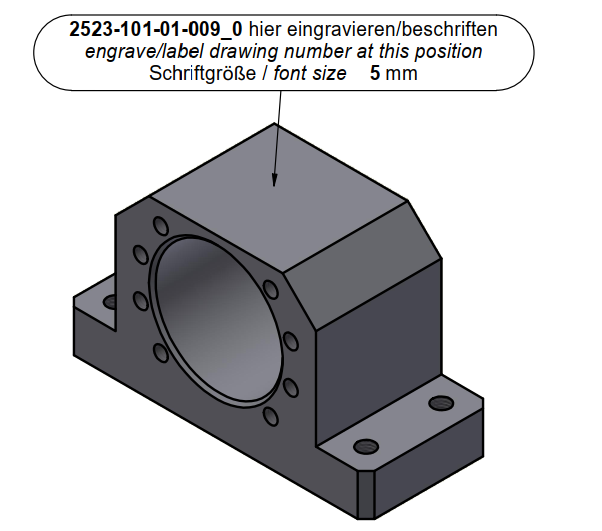 2523-101-01-009_0 hier eingravieren/beschriften
engrave/label drawing number at this position
Schriftgröße / font size 5 mm